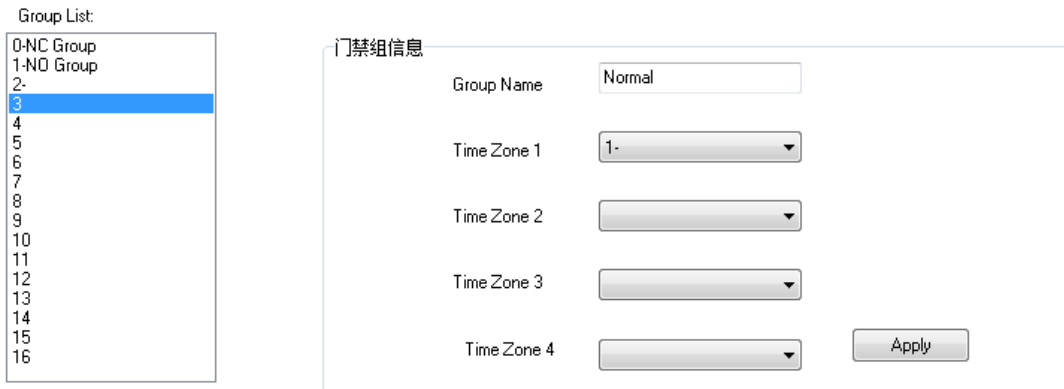 Group List:
0-NC Group
1-NO Group
2-
3
4
5
6
7
8
9
10
11
12
13
14
15
16
门禁组信息
Group Name
Normal
Time Zone 1
1-
Time Zone 2
Time Zone 3
Time Zone 4
Apply